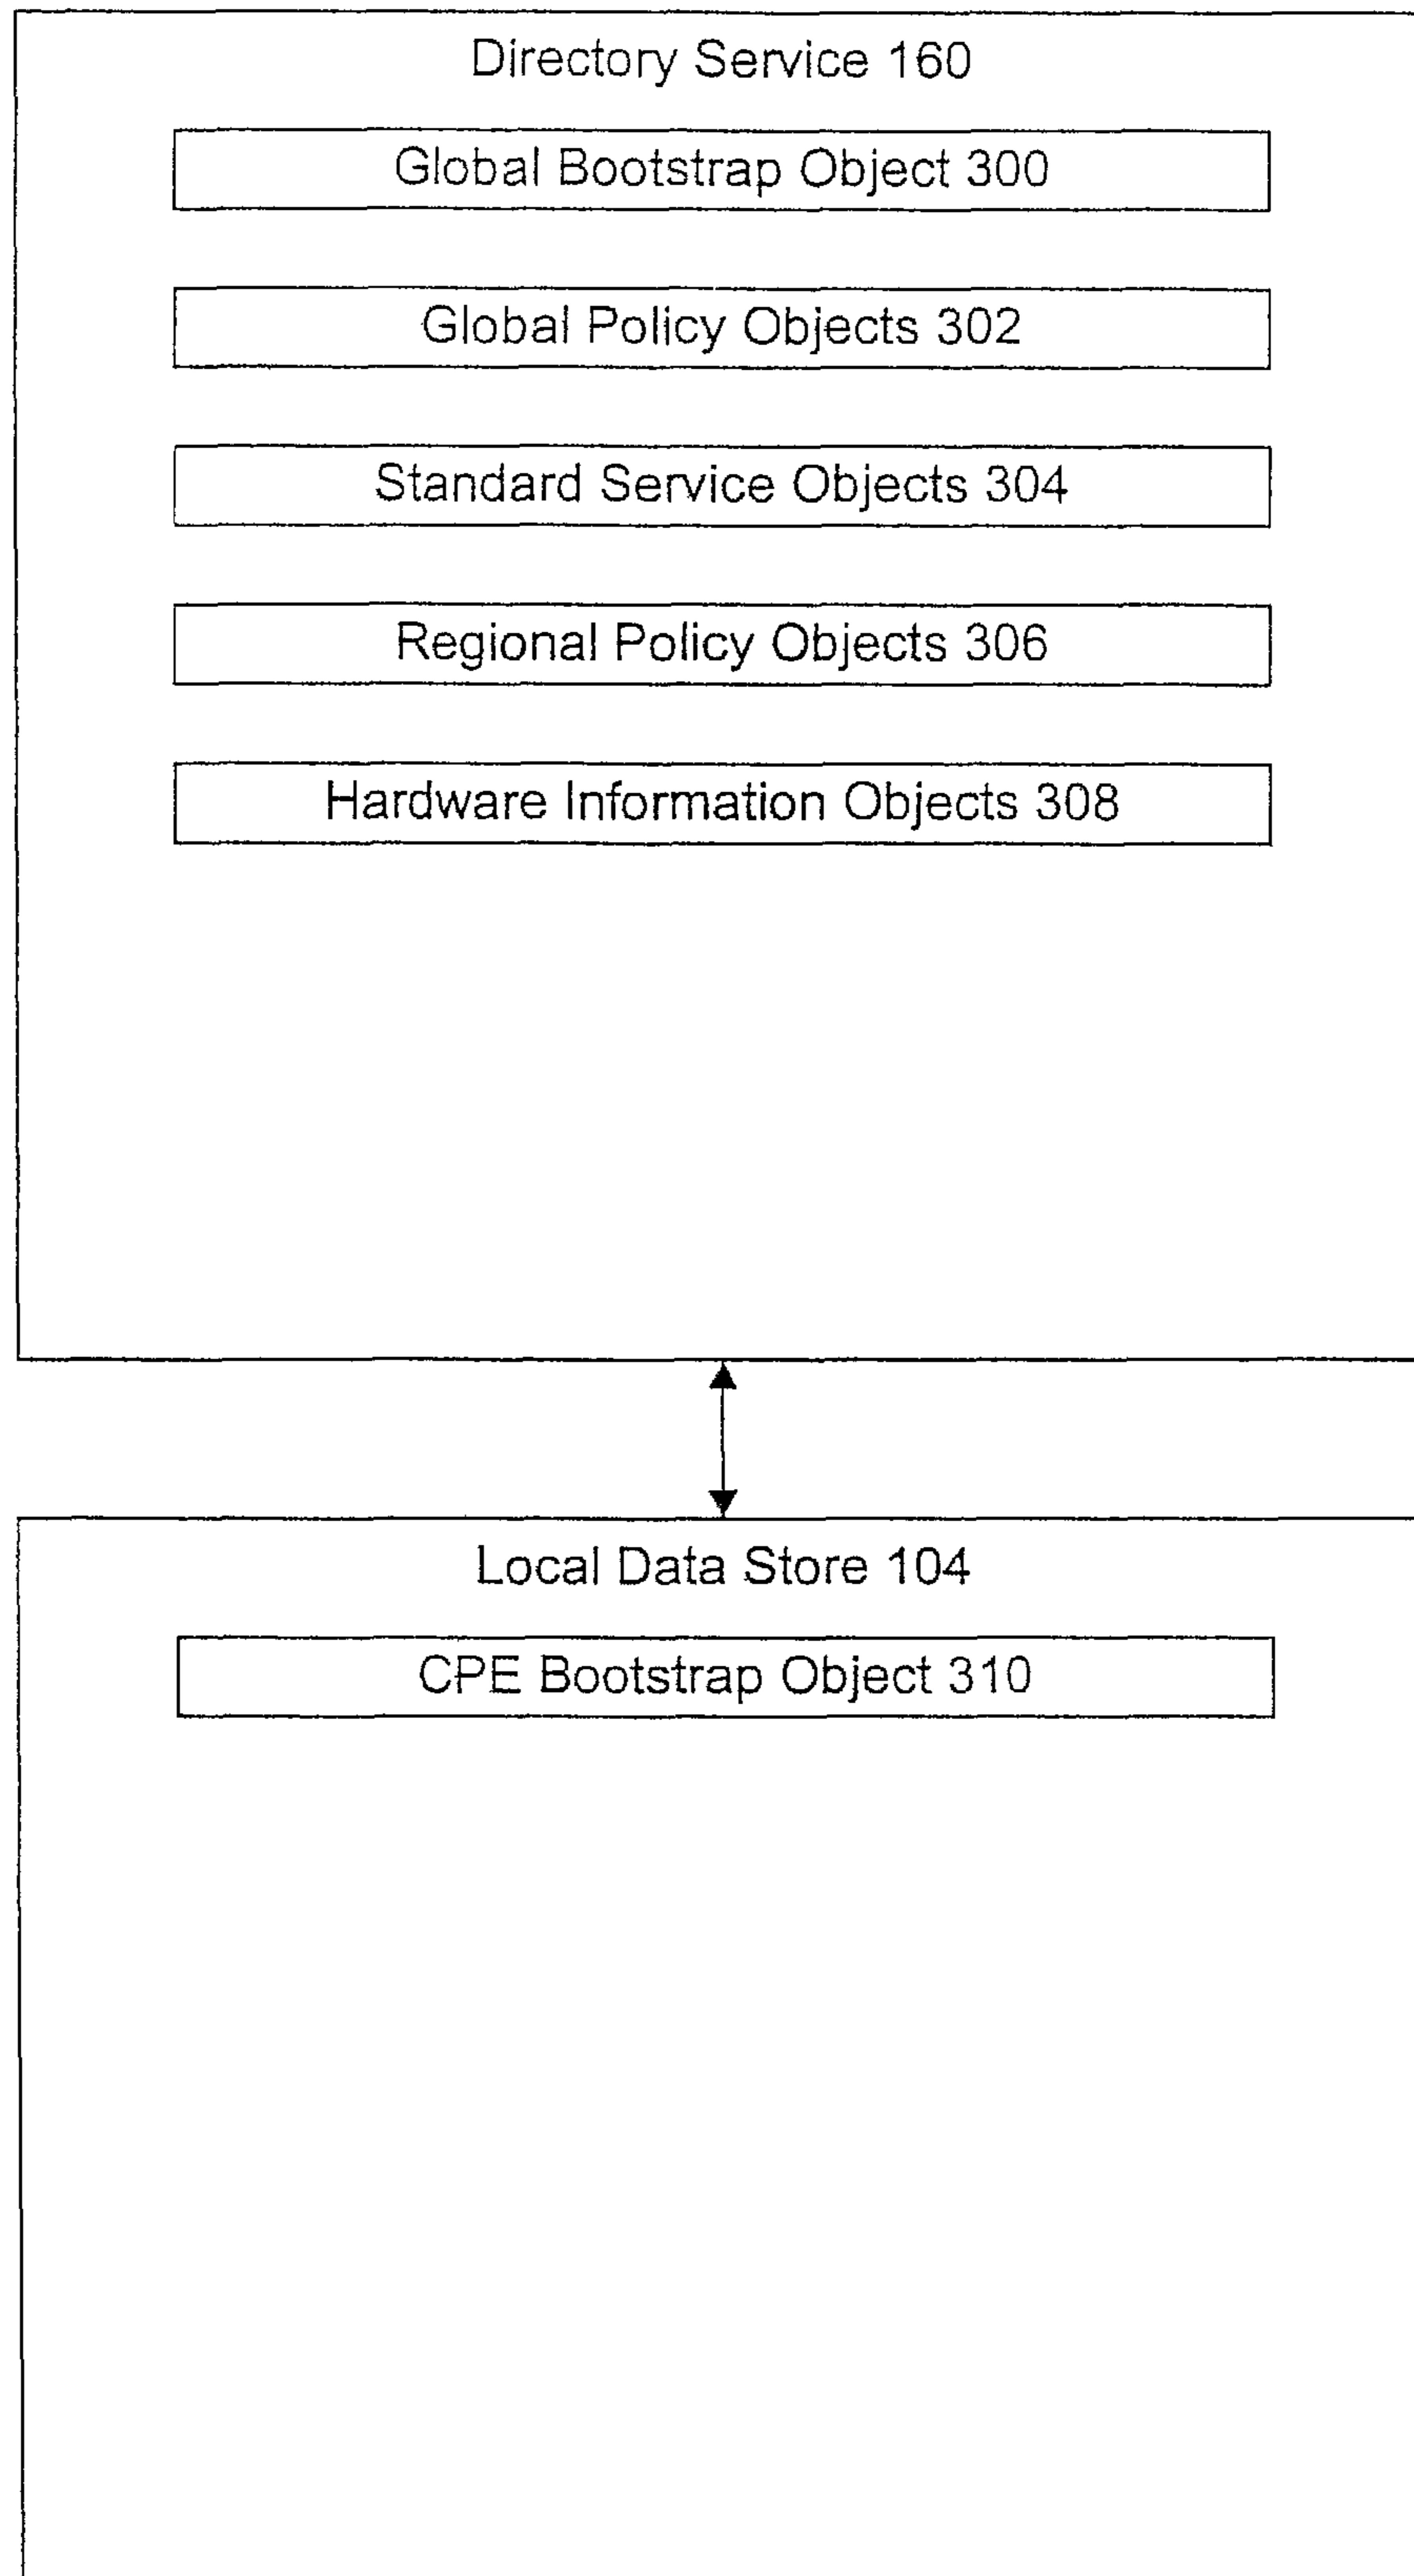 Directory Service 160
Global Bootstrap Object 300
Global Policy Objects 302
Standard Service Objects 304
Regional Policy Objects 306
Hardware Information Objects 308
Local Data Store 104
CPE Bootstrap Object 310